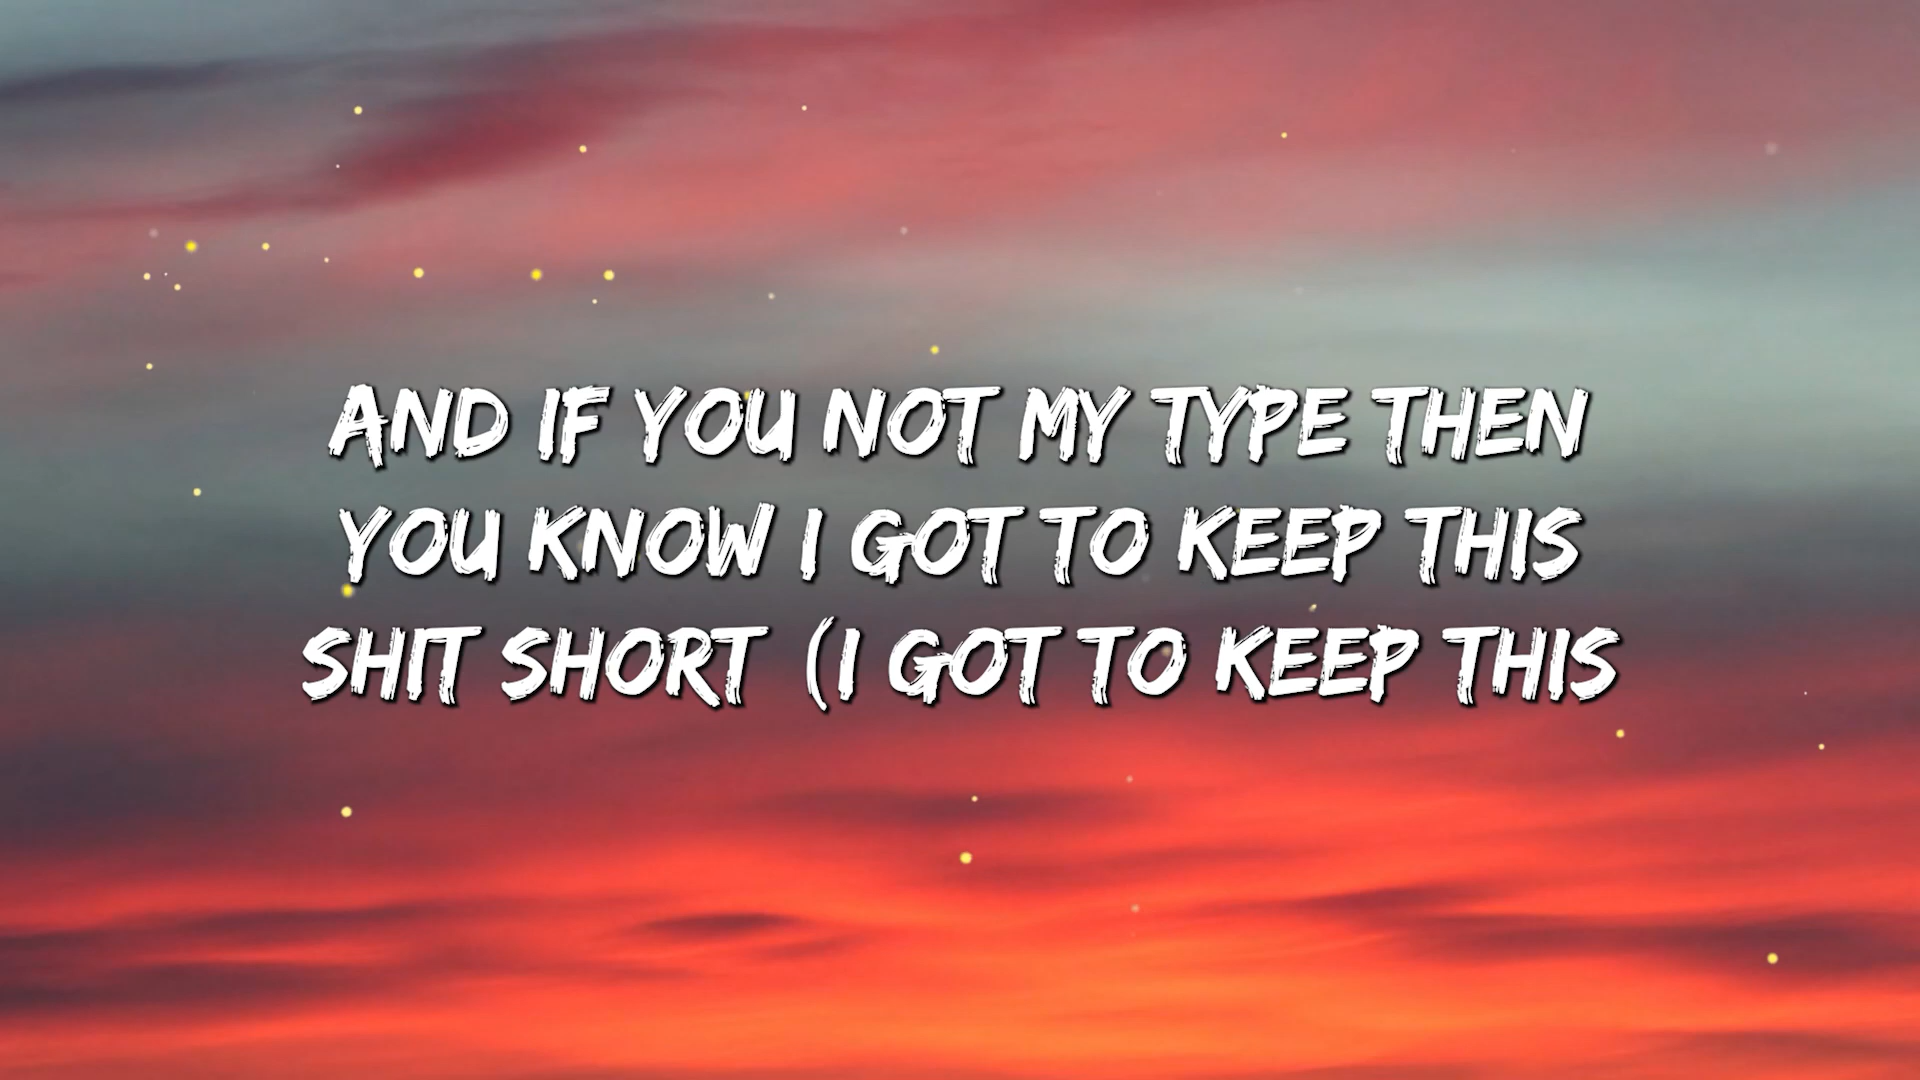 AND IF YOU NOT MY TYPE THEN
YOU KNOW I GOT TO KEEP THIS
SHIT SHORT (I GOT TO KEEP THIS